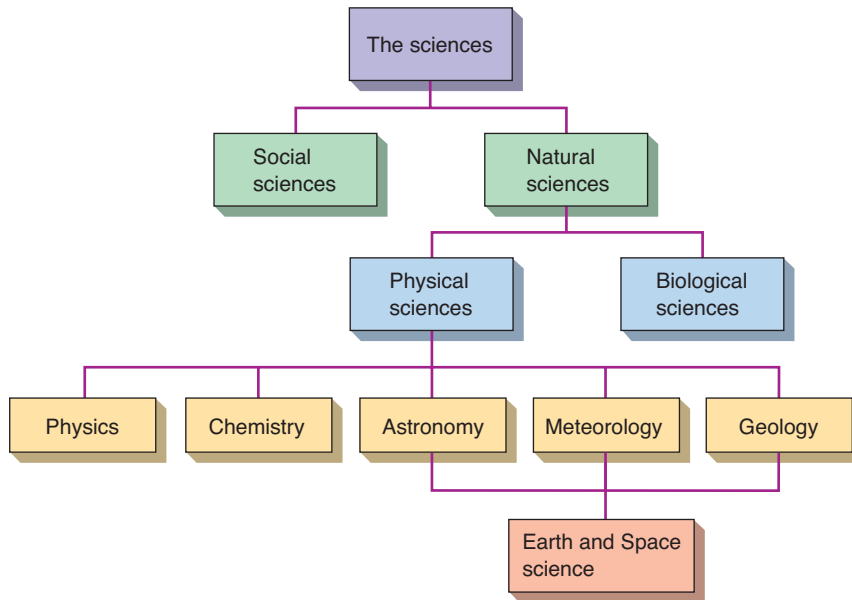 The sciences
Social
sciences
Natural
sciences
Physical
sciences
Biological
sciences
Physics
Chemistry
Astronomy
Meteorology
Geology
Earth and Space
science